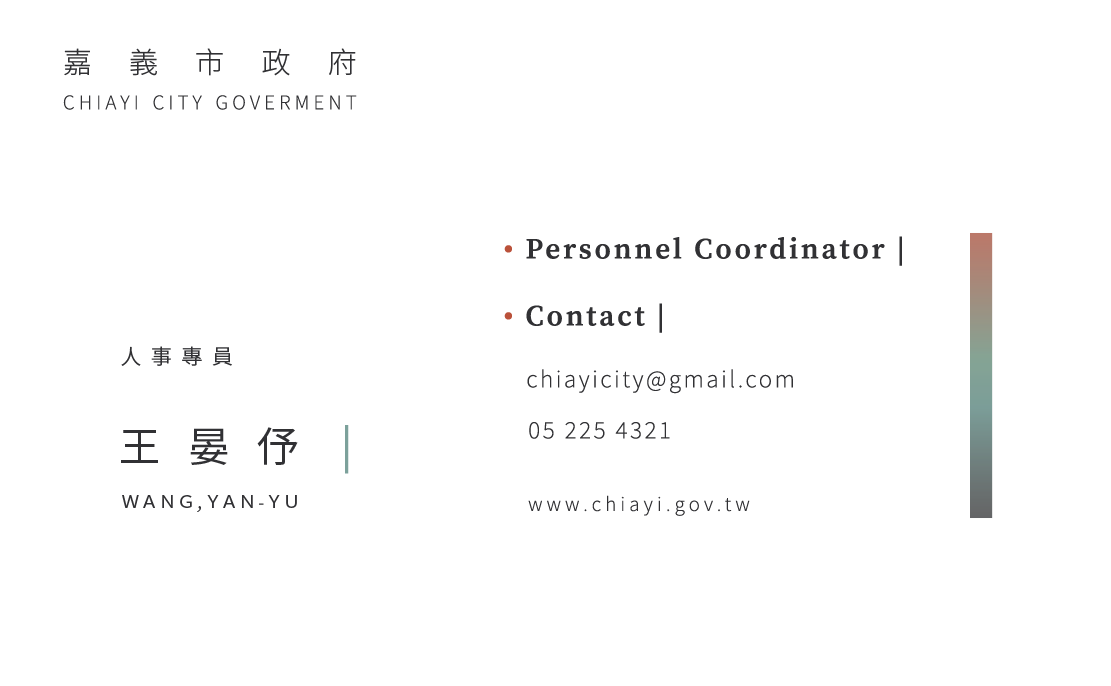 嘉義市政府
CHIAYI CITY GOVERMENT
人事專員
王晏伃
WANG,YAN-YU
• Personnel Coordinator |
• Contact |
chiayicity@gmail.com
05 225 4321
www.chiayi.gov.tw